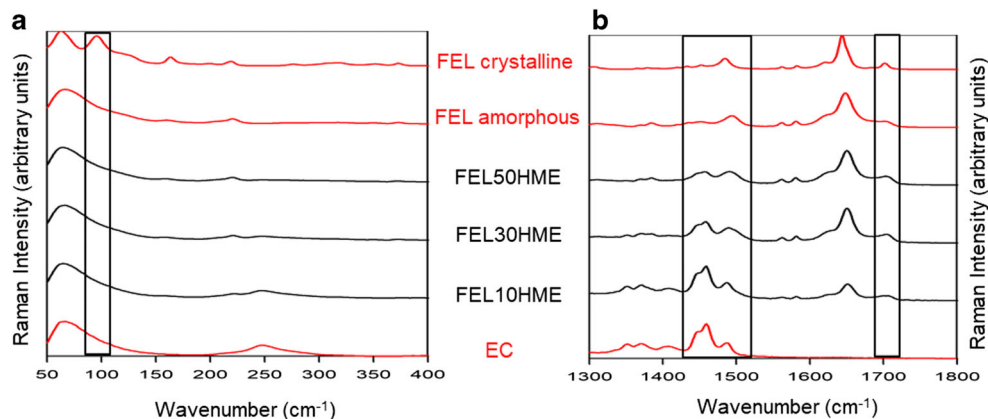 a
b
Raman Intensity (arbitrary units)
FEL crystalline
FEL amorphous
FEL50HME
FEL30HME
FEL10HME
EC
Raman Intensity (arbitrary units)
50 100 150 200 250 300 350 400
1300 1400 1500 1600 1700 1800
Wavenumber (cm⁻¹)
Wavenumber (cm⁻¹)